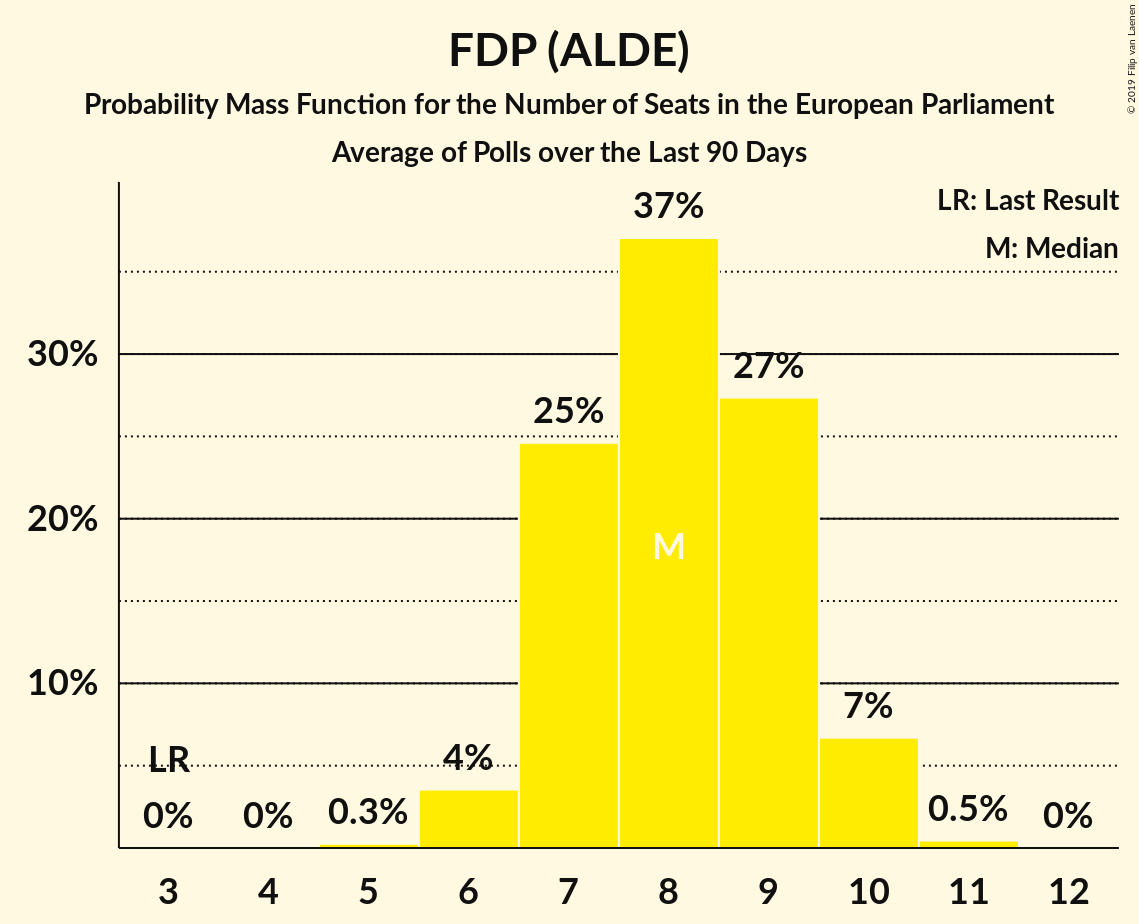 FDP (ALDE)
Probability Mass Function for the Number of Seats in the European Parliament
Average of Polls over the Last 90 Days
© 2019 Filip van Laenen
LR: Last Result
M: Median
37%
30%
27%
25%
20%
M
10%
7%
LR
4%
0%
0%
0.3%
0.5%
0%
3 4 5 6 7 8 9 10 11 12